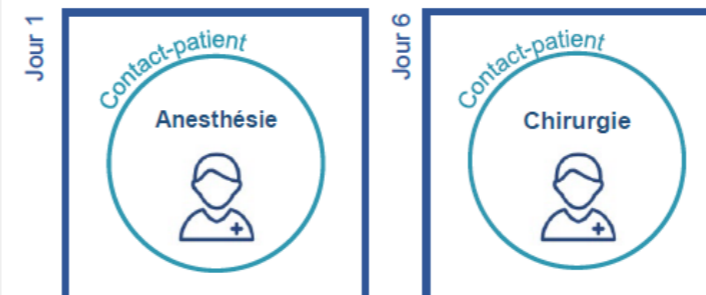 Jour 1
Contact-patient
Anesthésie
Jour 6
Contact-patient
Chirurgie